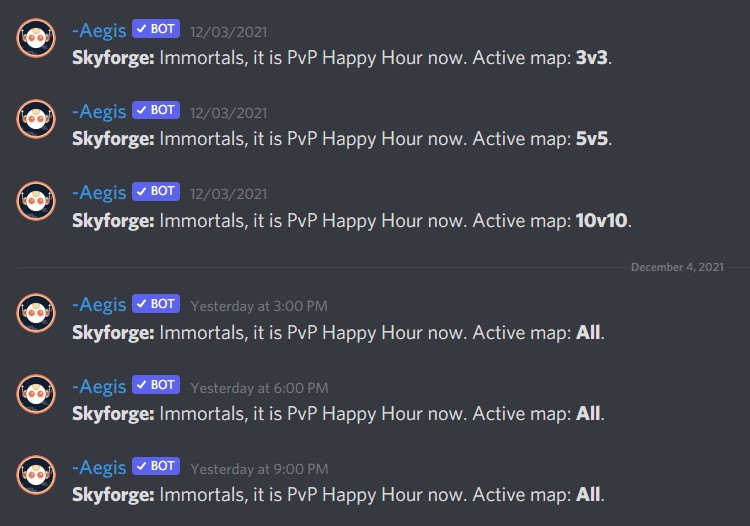 -Aegis ✓ BOT 12/03/2021
Skyforge: Immortals, it is PvP Happy Hour now. Active map: 3v3.
-Aegis ✓ BOT 12/03/2021
Skyforge: Immortals, it is PvP Happy Hour now. Active map: 5v5.
-Aegis ✓ BOT 12/03/2021
Skyforge: Immortals, it is PvP Happy Hour now. Active map: 10v10.
December 4, 2021
-Aegis ✓ BOT Yesterday at 3:00 PM
Skyforge: Immortals, it is PvP Happy Hour now. Active map: All.
-Aegis ✓ BOT Yesterday at 6:00 PM
Skyforge: Immortals, it is PvP Happy Hour now. Active map: All.
-Aegis ✓ BOT Yesterday at 9:00 PM
Skyforge: Immortals, it is PvP Happy Hour now. Active map: All.